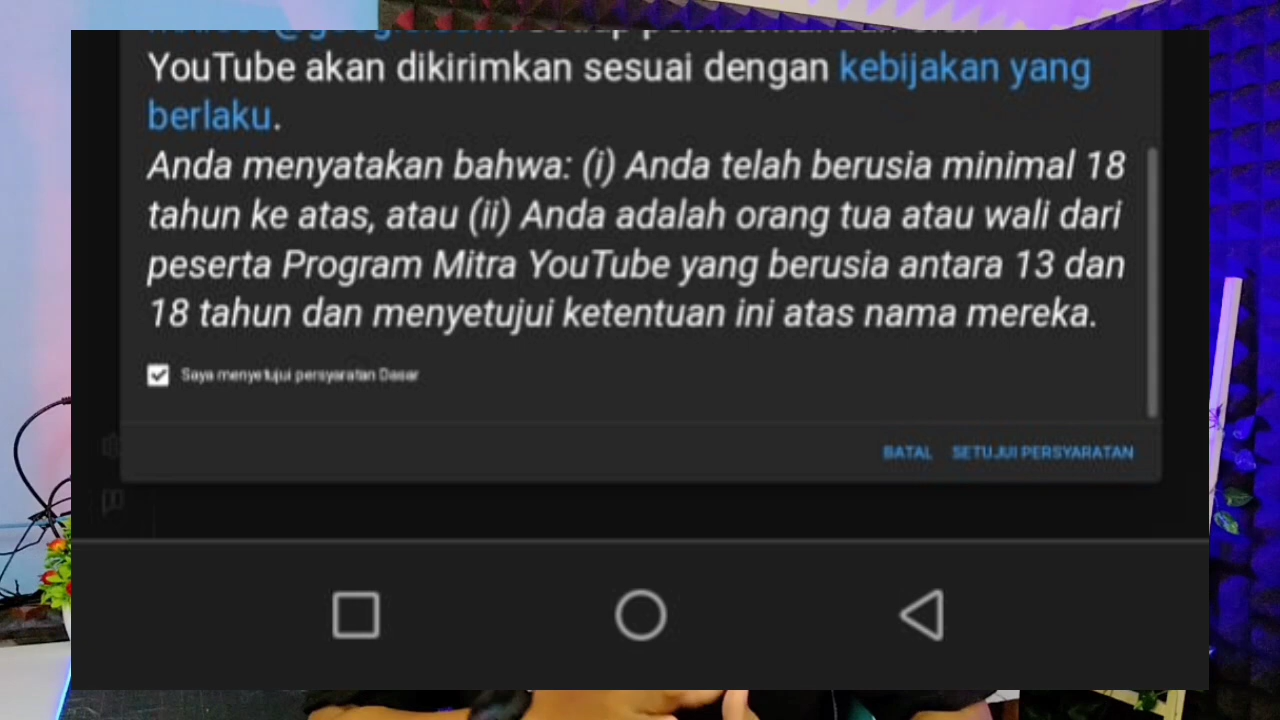 YouTube akan dikirimkan sesuai dengan kebijakan yang
berlaku.
Anda menyatakan bahwa: (i) Anda telah berusia minimal 18
tahun ke atas, atau (ii) Anda adalah orang tua atau wali dari
peserta Program Mitra YouTube yang berusia antara 13 dan
18 tahun dan menyetujui ketentuan ini atas nama mereka.
Saya menyetujui persyaratan Dasar
BATAL SETUJUI PERSYARATAN